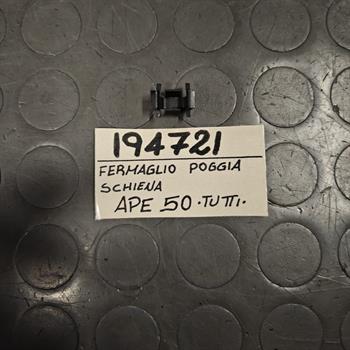 194721
FERMAGLIO POGGIA
SCHIENA
APE 50 · TUTTI ·